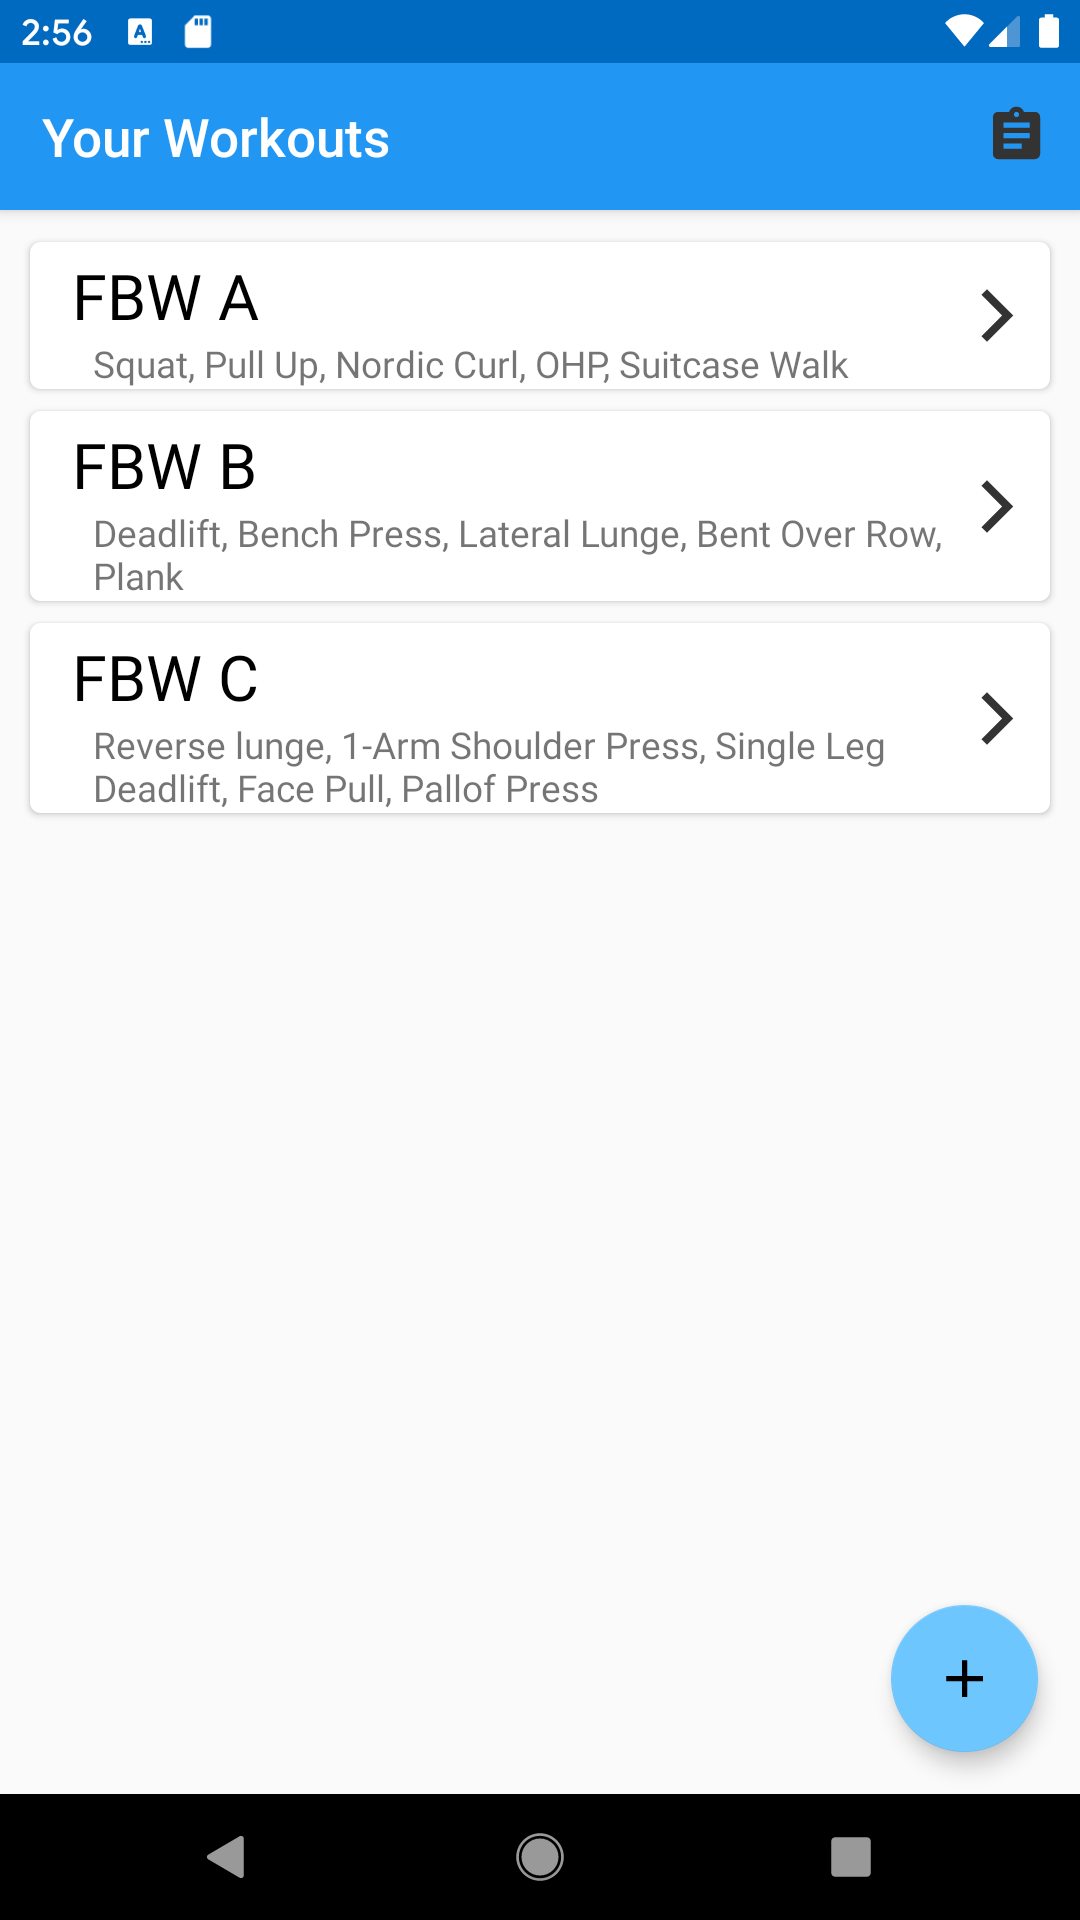 2:56
Your Workouts
FBW A
Squat, Pull Up, Nordic Curl, OHP, Suitcase Walk
FBW B
Deadlift, Bench Press, Lateral Lunge, Bent Over Row,
Plank
FBW C
Reverse lunge, 1-Arm Shoulder Press, Single Leg
Deadlift, Face Pull, Pallof Press